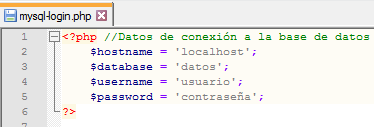 mysql-login.php
1 <?php //Datos de conexión a la base de datos
2 $hostname = 'localhost';
3 $database = 'datos';
4 $username = 'usuario';
5 $password = 'contraseña';
6 ?>
7